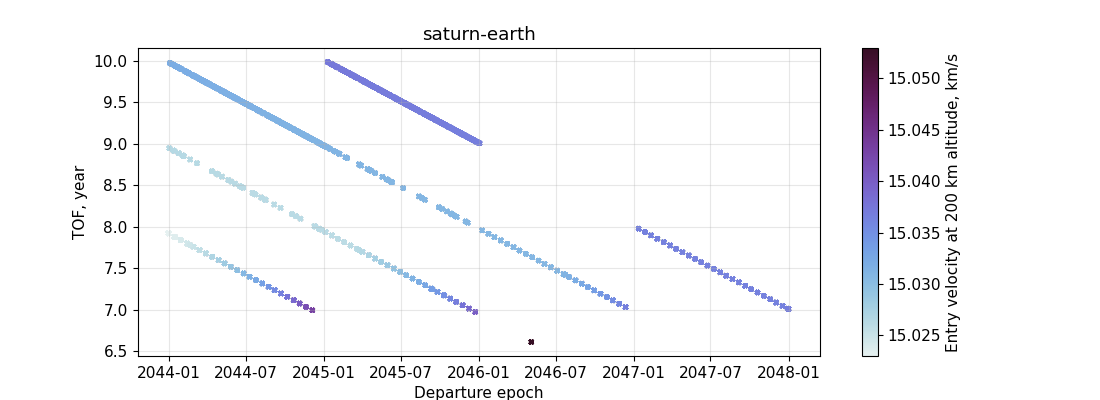 saturn-earth
TOF, year
10.0
9.5
9.0
8.5
8.0
7.5
7.0
6.5
2044-01 2044-07 2045-01 2045-07 2046-01 2046-07 2047-01 2047-07 2048-01
Departure epoch
15.050
15.045
15.040
15.035
15.030
15.025
Entry velocity at 200 km altitude, km/s